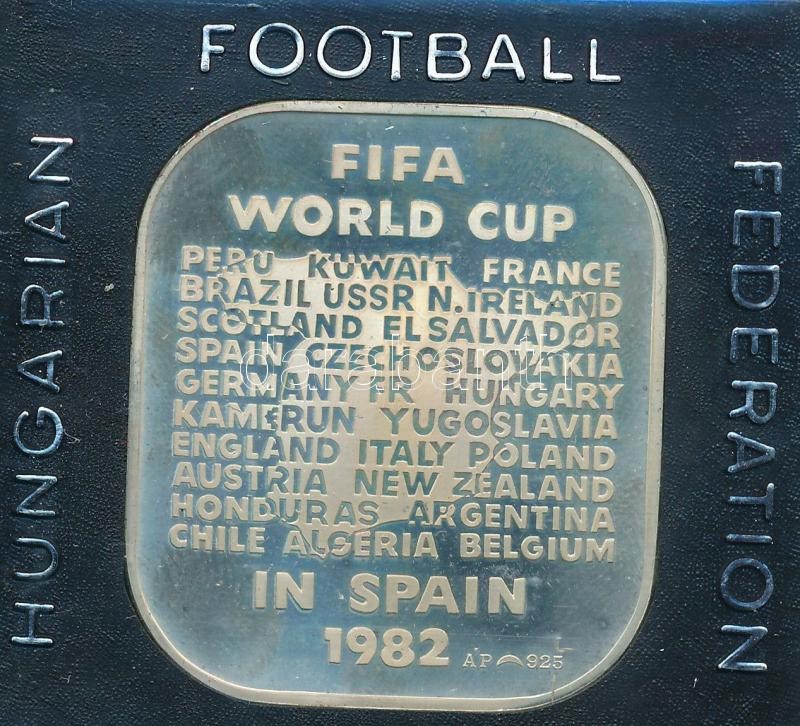 FOOTBALL
HUNGARIAN
FEDERATION
FIFA
WORLD CUP
PERU KUWAIT FRANCE
BRAZIL USSR N.IRELAND
SCOTLAND EL SALVADOR
SPAIN CZECHOSLOVAKIA
GERMANY FR HUNGARY
KAMERUN YUGOSLAVIA
ENGLAND ITALY POLAND
AUSTRIA NEW ZEALAND
HONDURAS ARGENTINA
CHILE ALGERIA BELGIUM
IN SPAIN
1982 AP 925
darabanth